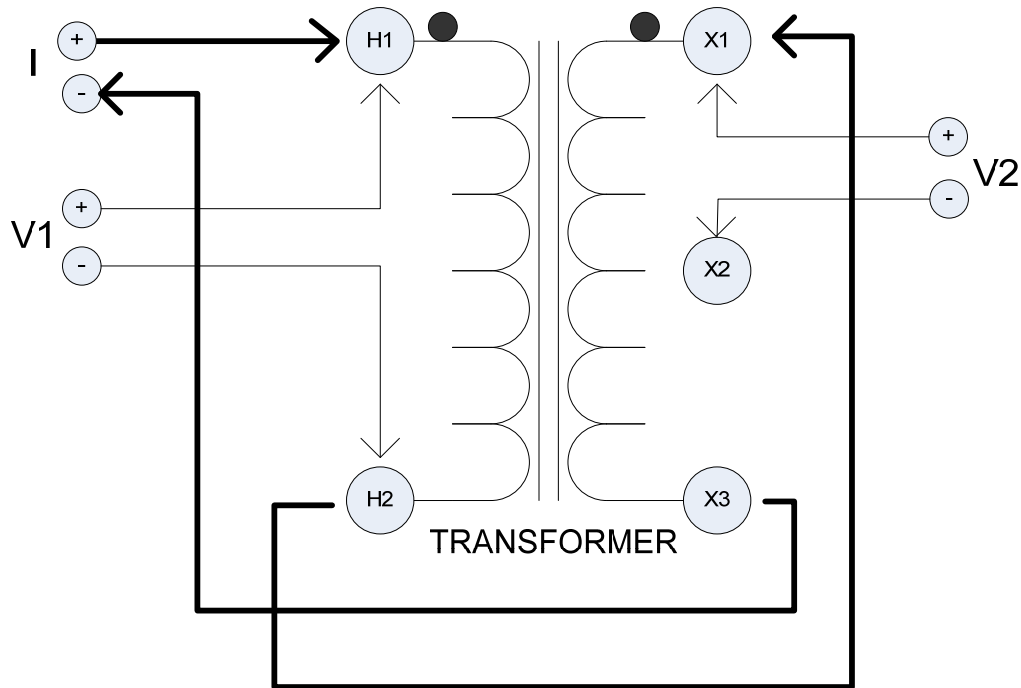 I
+
-
H1
X1
V1
+
-
+
-
V2
X2
H2
X3
TRANSFORMER